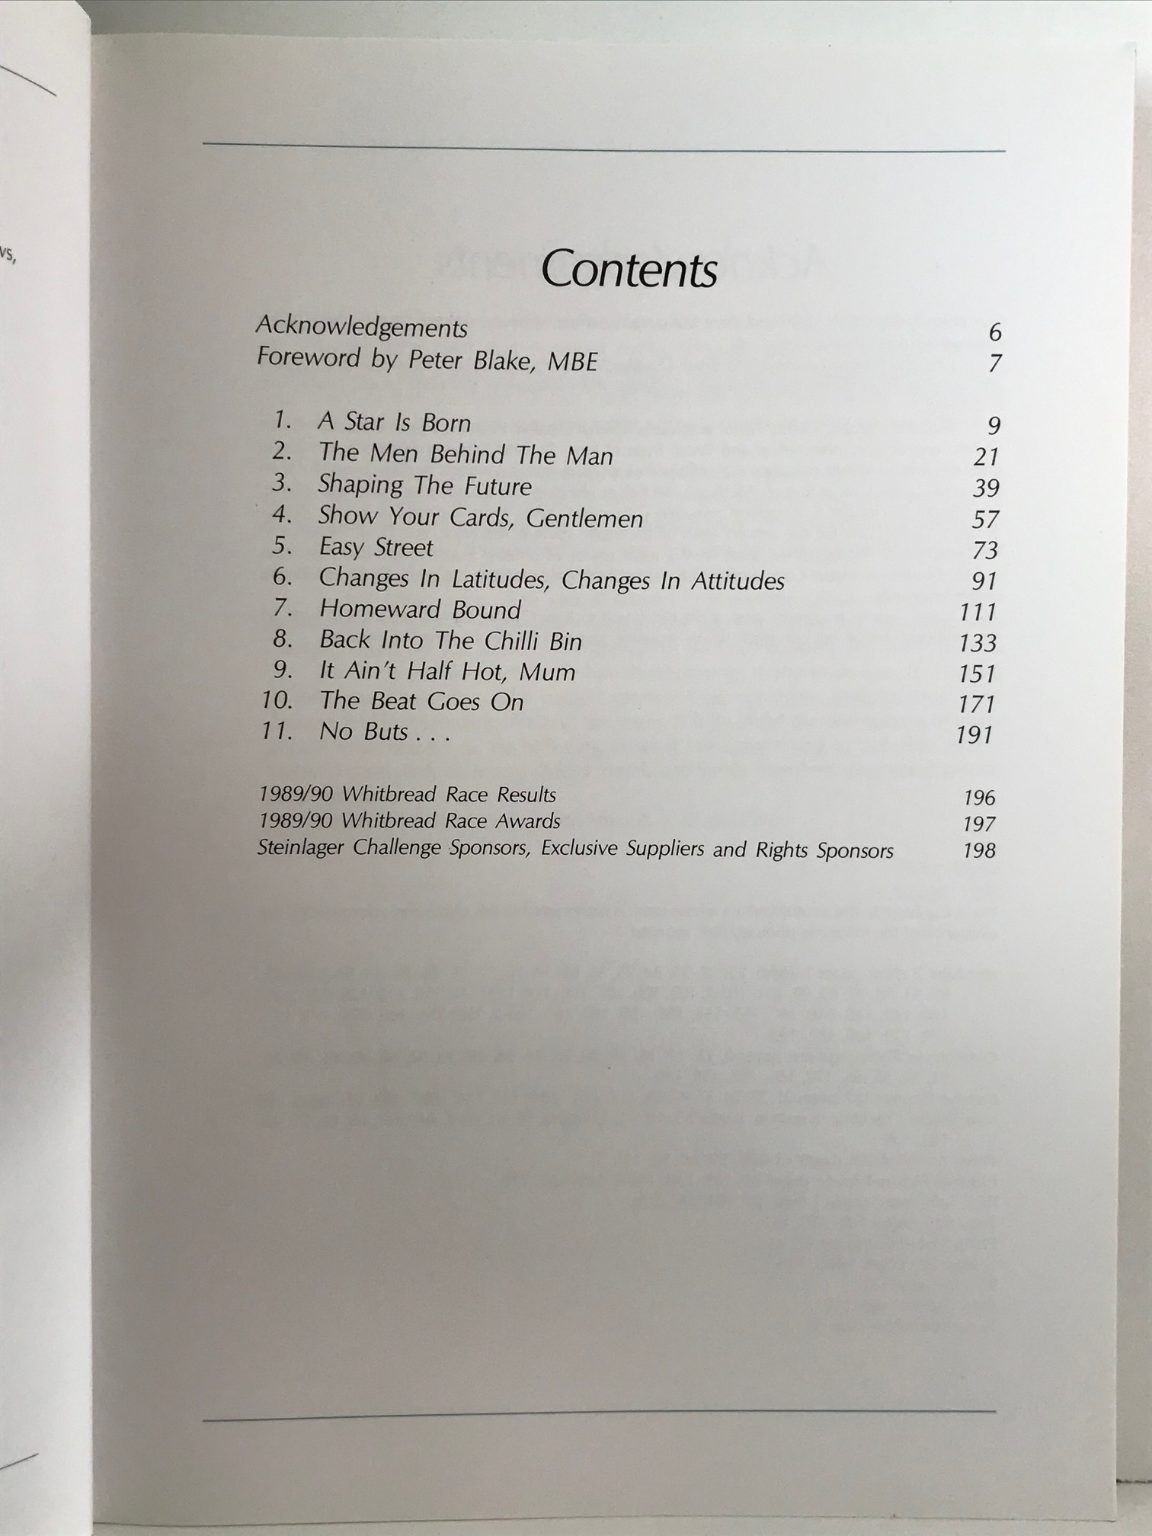 vs,
Contents
Acknowledgements 6
Foreword by Peter Blake, MBE 7
1. A Star Is Born 9
2. The Men Behind The Man 21
3. Shaping The Future 39
4. Show Your Cards, Gentlemen 57
5. Easy Street 73
6. Changes In Latitudes, Changes In Attitudes 91
7. Homeward Bound 111
8. Back Into The Chilli Bin 133
9. It Ain't Half Hot, Mum 151
10. The Beat Goes On 171
11. No Buts . . . 191
1989/90 Whitbread Race Results 196
1989/90 Whitbread Race Awards 197
Steinlager Challenge Sponsors, Exclusive Suppliers and Rights Sponsors 198